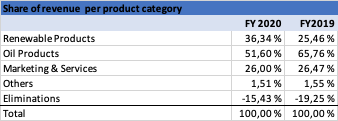 Share of revenue per product category
FY 2020 FY2019
Renewable Products 36,34 % 25,46 %
Oil Products 51,60 % 65,76 %
Marketing & Services 26,00 % 26,47 %
Others 1,51 % 1,55 %
Eliminations -15,43 % -19,25 %
Total 100,00 % 100,00 %